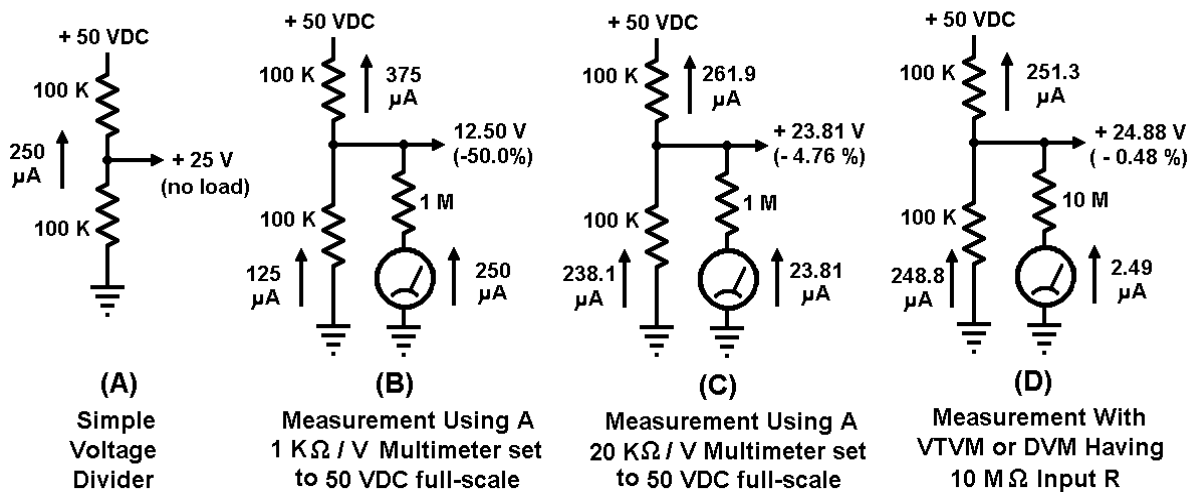 + 50 VDC
100 K
250
µA
+ 25 V
(no load)
100 K
(A)
Simple
Voltage
Divider
+ 50 VDC
100 K
375
µA
12.50 V
(-50.0%)
1 M
100 K
125
µA
250
µA
(B)
Measurement Using A
1 KΩ / V Multimeter set
to 50 VDC full-scale
+ 50 VDC
100 K
261.9
µA
+ 23.81 V
(- 4.76 %)
1 M
100 K
238.1
µA
23.81
µA
(C)
Measurement Using A
20 KΩ / V Multimeter set
to 50 VDC full-scale
+ 50 VDC
100 K
251.3
µA
+ 24.88 V
( - 0.48 %)
10 M
100 K
248.8
µA
2.49
µA
(D)
Measurement With
VTVM or DVM Having
10 M Ω Input R